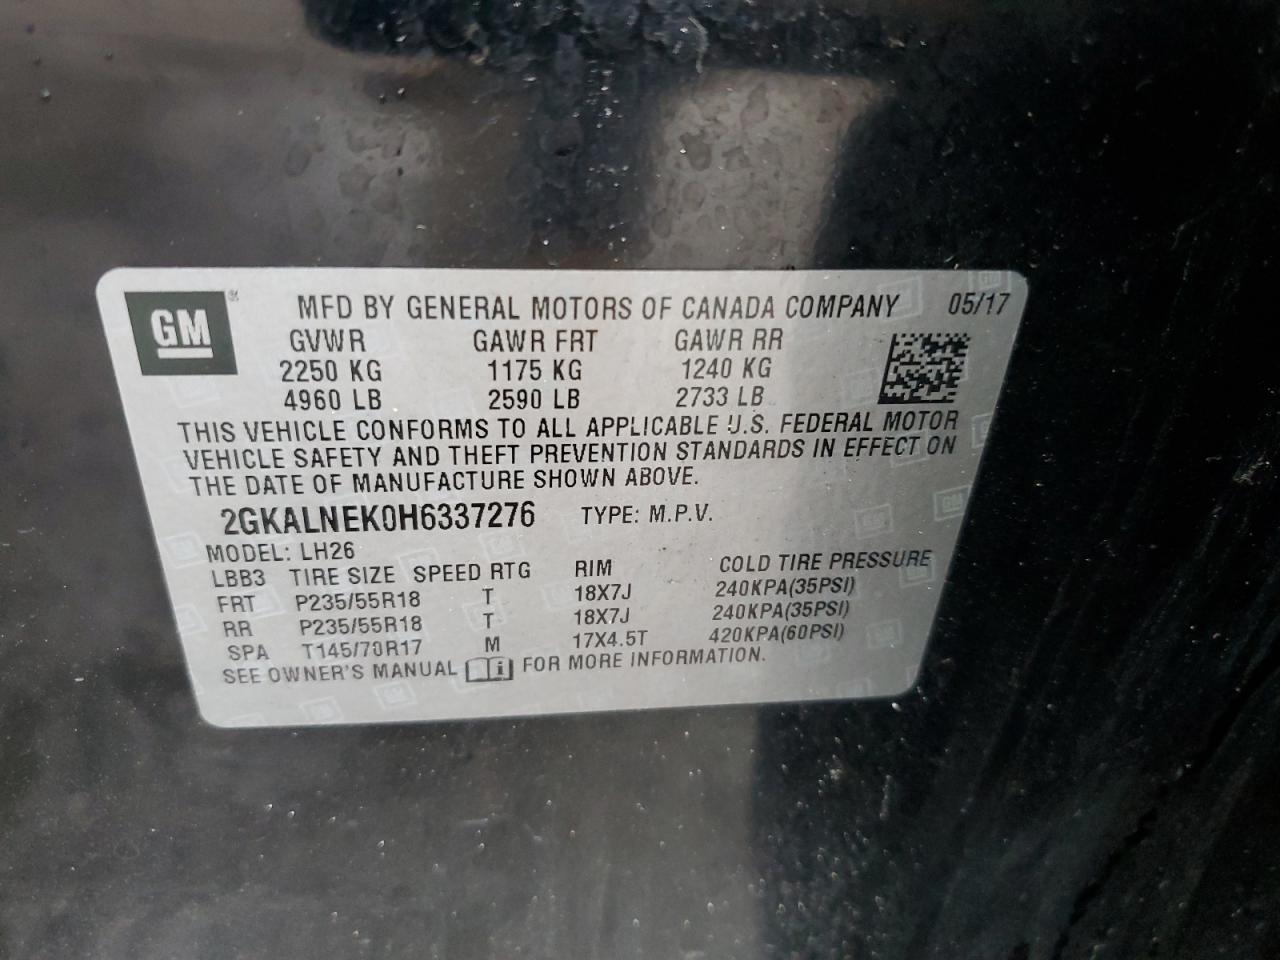 GM® MFD BY GENERAL MOTORS OF CANADA COMPANY 05/17
GVWR GAWR FRT GAWR RR
2250 KG 1175 KG 1240 KG
4960 LB 2590 LB 2733 LB
THIS VEHICLE CONFORMS TO ALL APPLICABLE U.S. FEDERAL MOTOR
VEHICLE SAFETY AND THEFT PREVENTION STANDARDS IN EFFECT ON
THE DATE OF MANUFACTURE SHOWN ABOVE.
2GKALNEK0H6337276 TYPE: M.P.V.
MODEL: LH26
LBB3 TIRE SIZE SPEED RTG RIM COLD TIRE PRESSURE
FRT P235/55R18 T 18X7J 240KPA(35PSI)
RR P235/55R18 T 18X7J 240KPA(35PSI)
SPA T145/70R17 M 17X4.5T 420KPA(60PSI)
SEE OWNER'S MANUAL i FOR MORE INFORMATION.